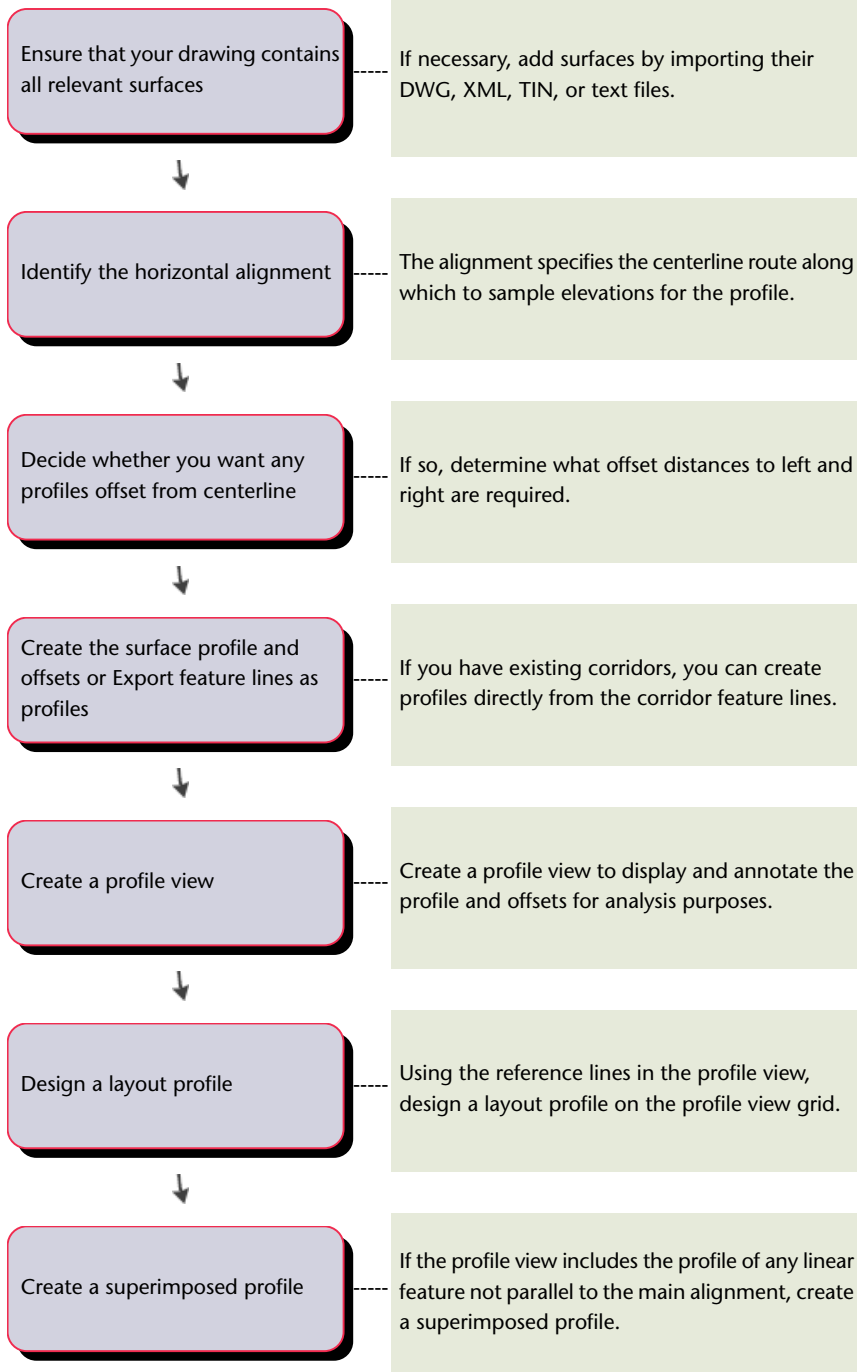 Ensure that your drawing contains
all relevant surfaces
If necessary, add surfaces by importing their
DWG, XML, TIN, or text files.
Identify the horizontal alignment
The alignment specifies the centerline route along
which to sample elevations for the profile.
Decide whether you want any
profiles offset from centerline
If so, determine what offset distances to left and
right are required.
Create the surface profile and
offsets or Export feature lines as
profiles
If you have existing corridors, you can create
profiles directly from the corridor feature lines.
Create a profile view
Create a profile view to display and annotate the
profile and offsets for analysis purposes.
Design a layout profile
Using the reference lines in the profile view,
design a layout profile on the profile view grid.
Create a superimposed profile
If the profile view includes the profile of any linear
feature not parallel to the main alignment, create
a superimposed profile.